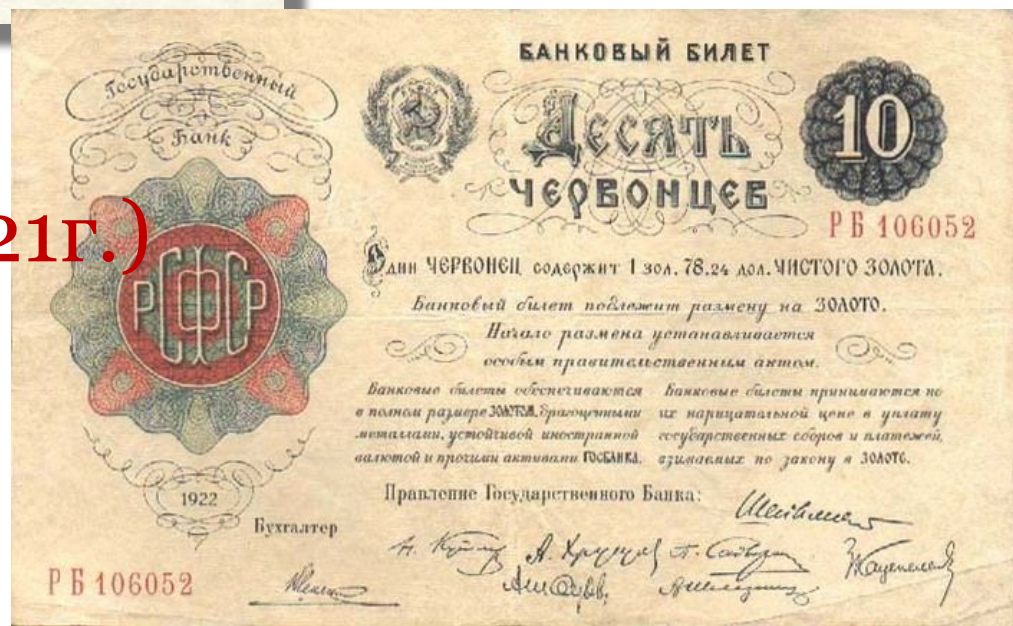 21г.)
Государственный
Банк
РСФСР
1922
Бухгалтер
РБ 106052
БАНКОВЫЙ БИЛЕТ
ДЕСЯТЬ
ЧЕРВОНЦЕВ
10
РБ 106052
Один ЧЕРВОНЕЦ содержит 1 зол. 78.24 дол. ЧИСТОГО ЗОЛОТА.
Банковый билет подлежит размену на ЗОЛОТО.
Начало размена устанавливается
особым правительственным актом.
Банковые билеты обеспечиваются
в полном размере ЗОЛОТОМ, драгоценными
металлами, устойчивой иностранной
валютой и прочими активами ГОСБАНКА.
Банковые билеты принимаются по
их нарицательной цене в уплату
государственных сборов и платежей,
взимаемых по закону в ЗОЛОТЕ.
Правление Государственного Банка: